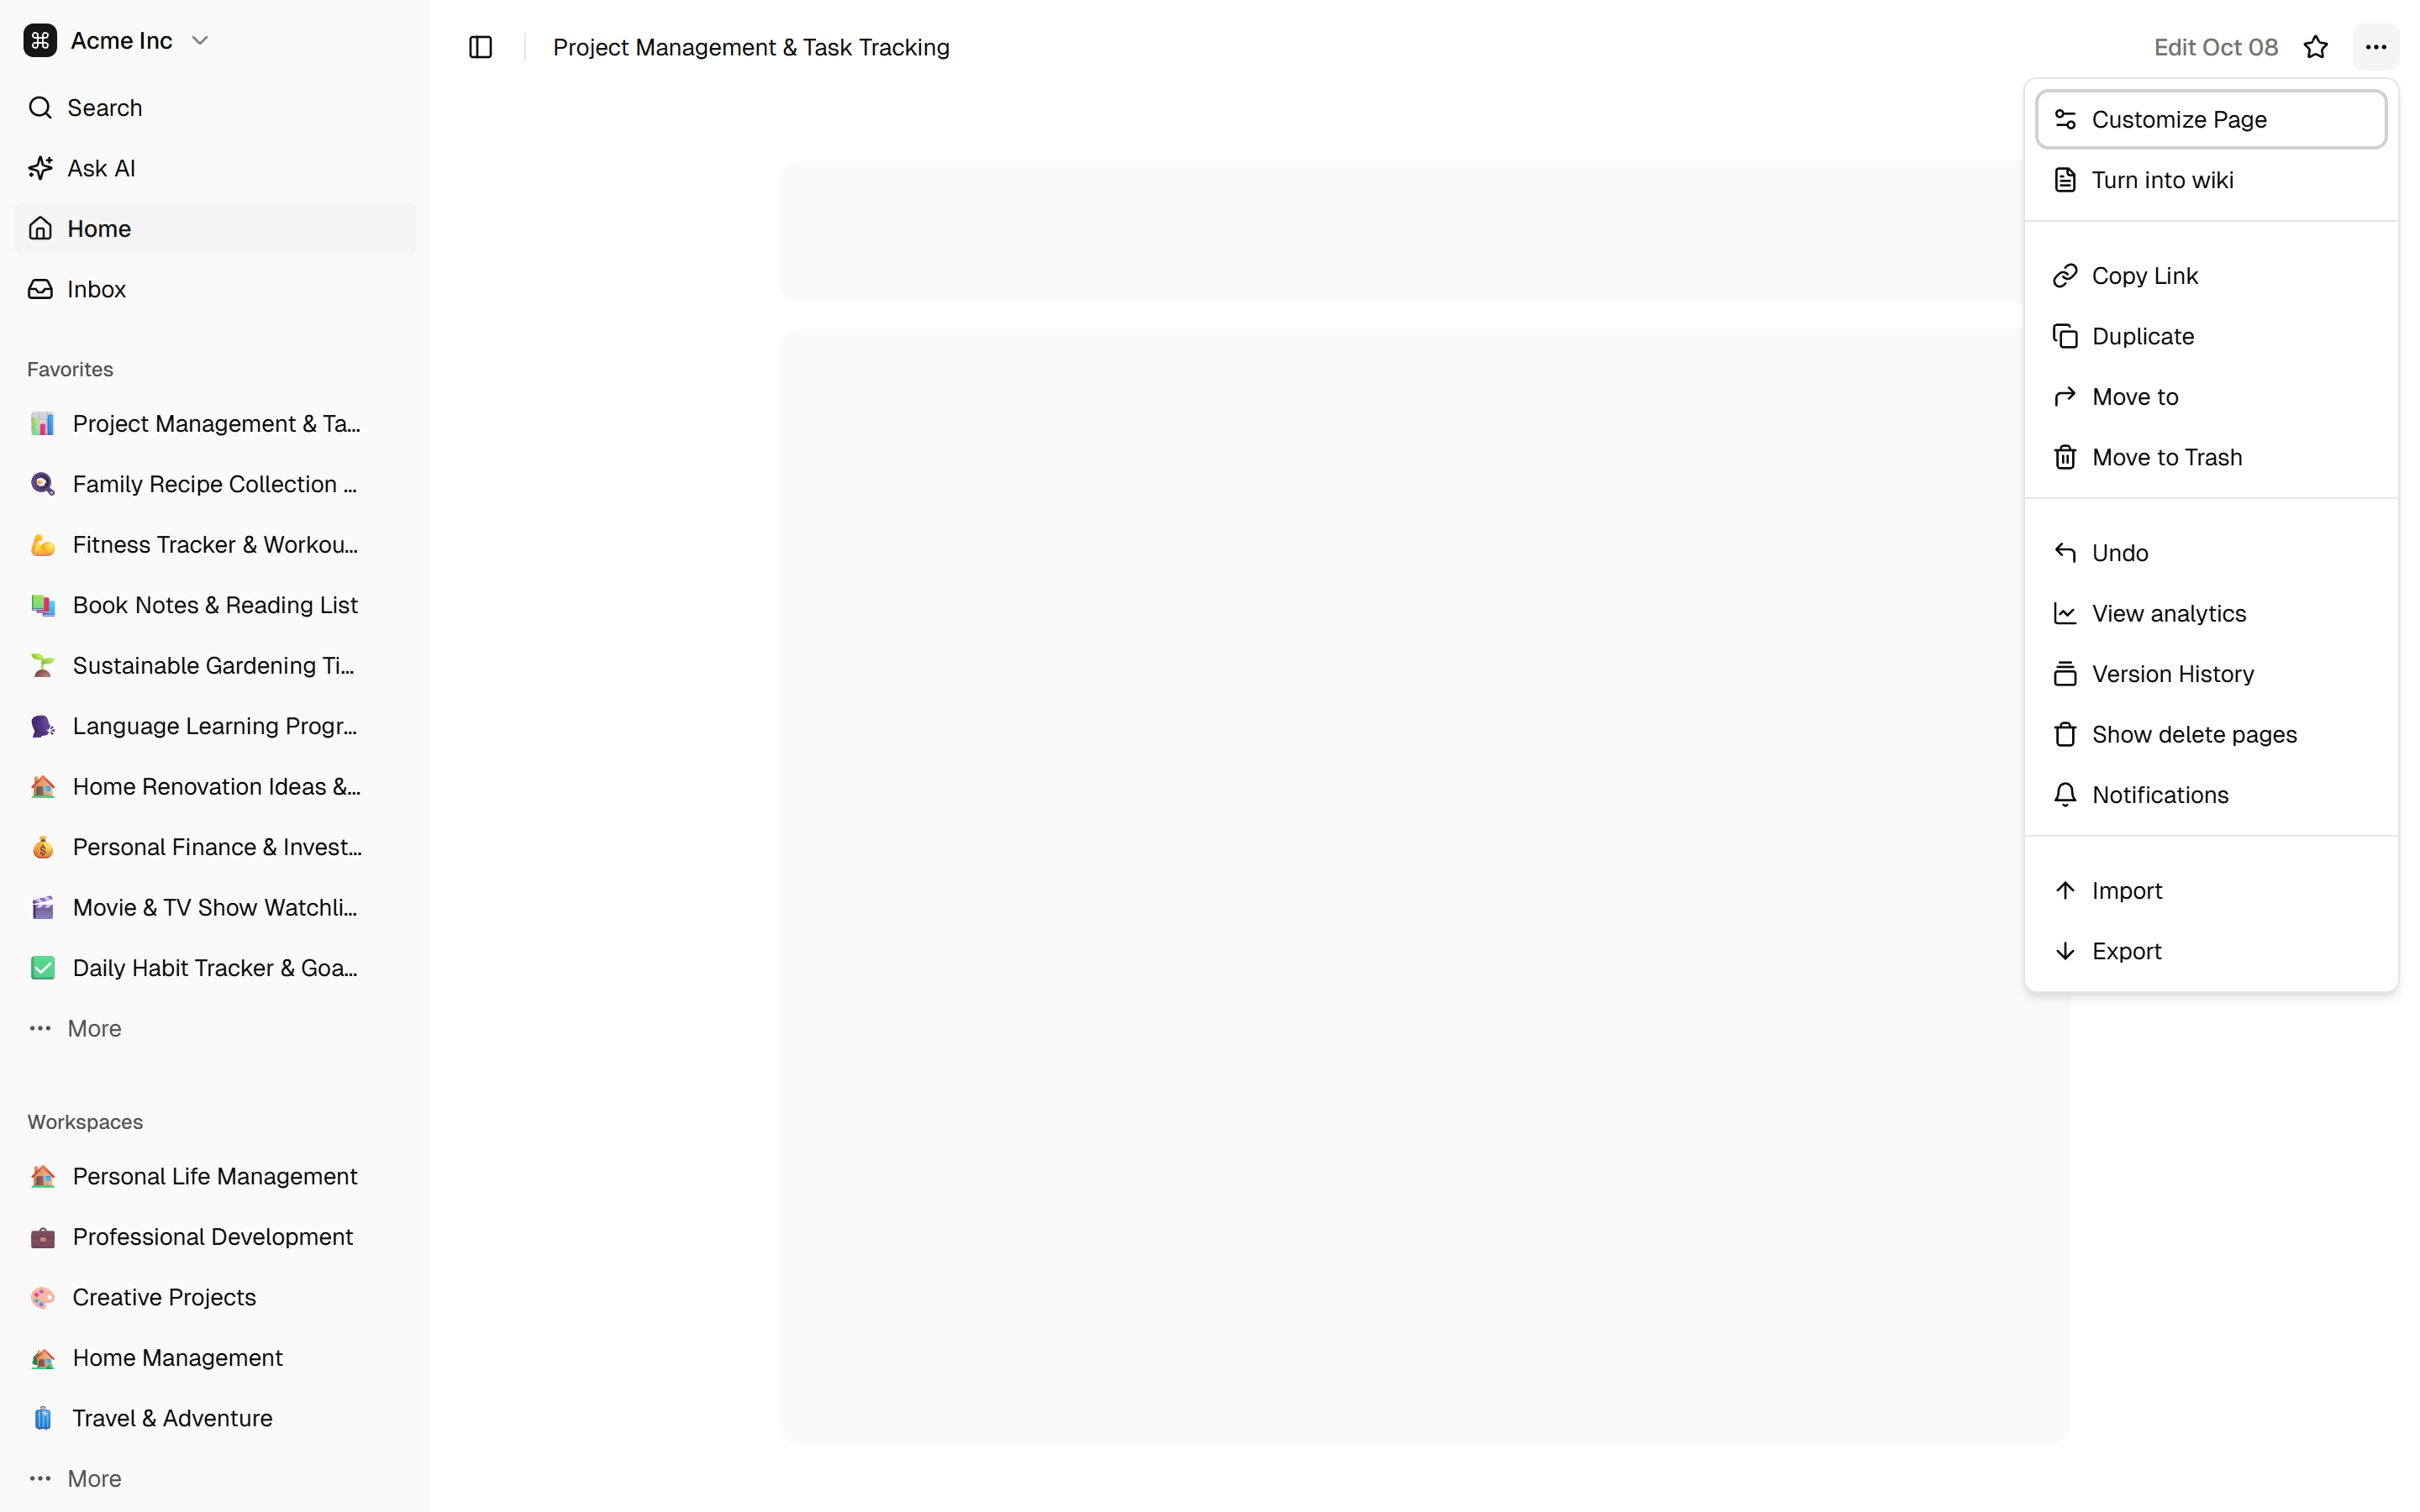 Acme Inc
Search
Ask AI
Home
Inbox
Favorites
Project Management & Ta...
Family Recipe Collection ...
Fitness Tracker & Workou...
Book Notes & Reading List
Sustainable Gardening Ti...
Language Learning Progr...
Home Renovation Ideas &...
Personal Finance & Invest...
Movie & TV Show Watchli...
Daily Habit Tracker & Goa...
More
Workspaces
Personal Life Management
Professional Development
Creative Projects
Home Management
Travel & Adventure
More
Project Management & Task Tracking
Edit Oct 08
Customize Page
Turn into wiki
Copy Link
Duplicate
Move to
Move to Trash
Undo
View analytics
Version History
Show delete pages
Notifications
Import
Export